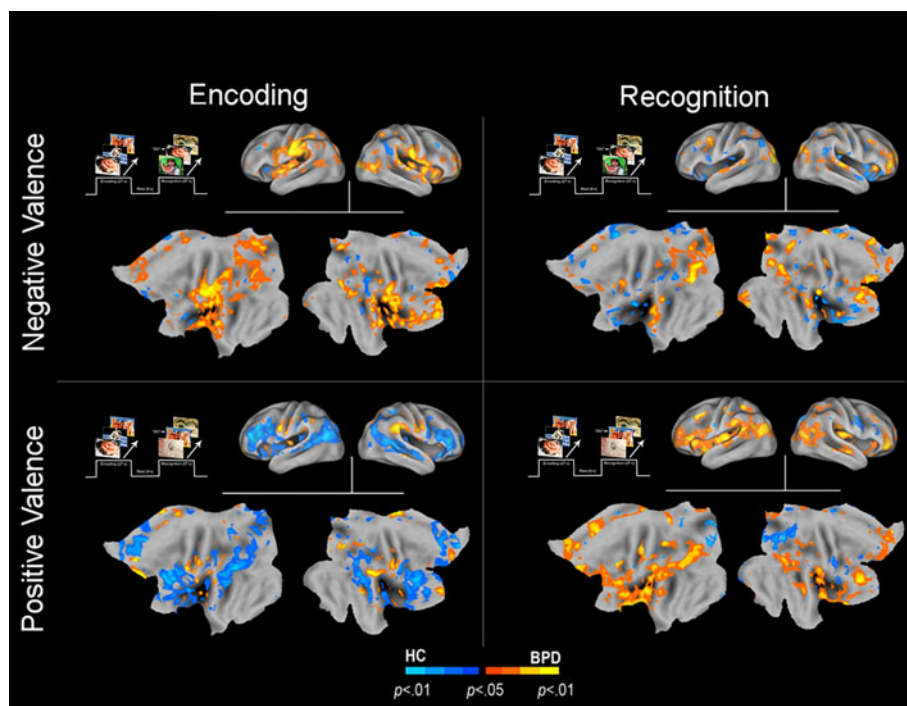 Encoding
Recognition
Negative Valence
Positive Valence
HC
BPD
p<.01
p<.05
p<.01